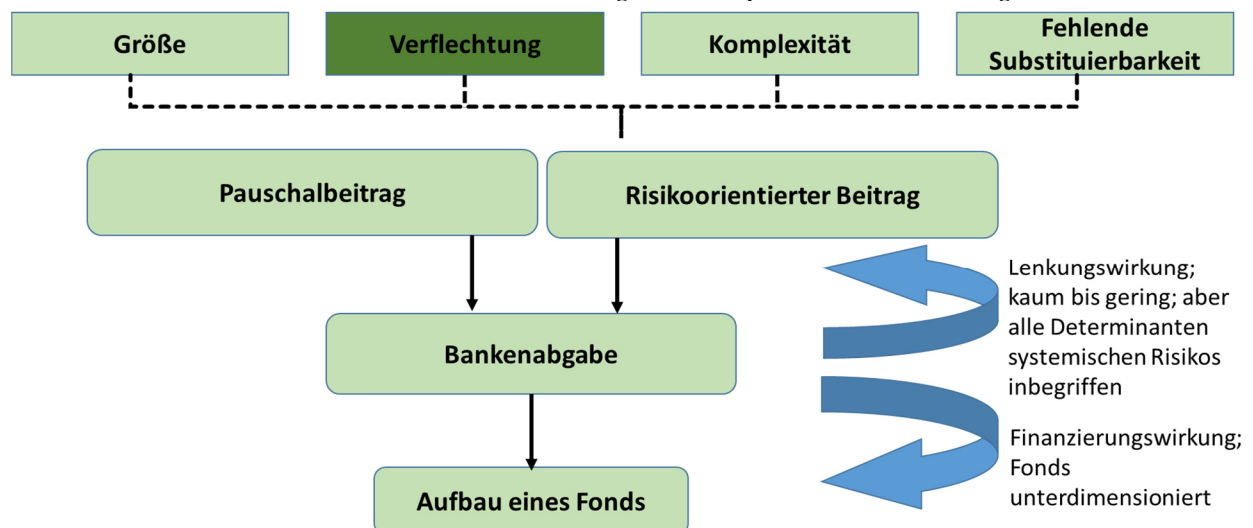 Größe
Verflechtung
Komplexität
Fehlende
Substituierbarkeit
Pauschalbeitrag
Risikoorientierter Beitrag
Lenkungswirkung;
kaum bis gering; aber
alle Determinanten
systemischen Risikos
inbegriffen
Bankenabgabe
Finanzierungswirkung;
Fonds
unterdimensioniert
Aufbau eines Fonds